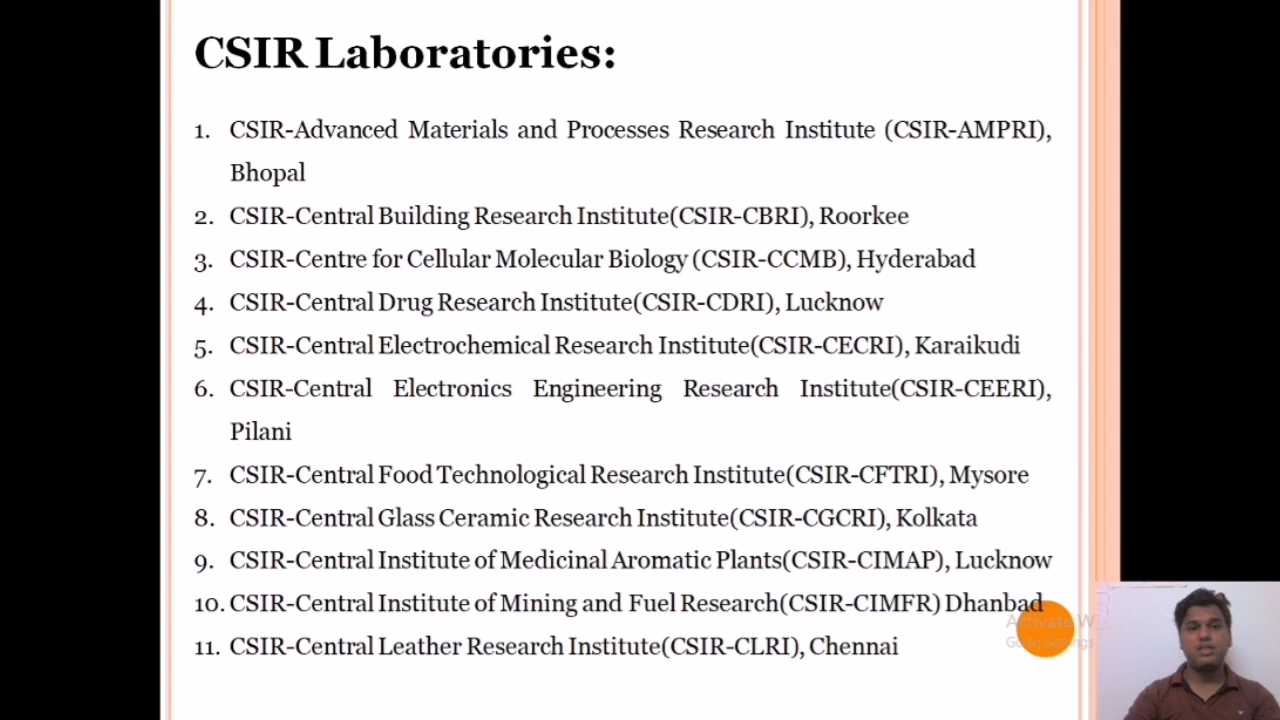 CSIR Laboratories:
1. CSIR-Advanced Materials and Processes Research Institute (CSIR-AMPRI),
Bhopal
2. CSIR-Central Building Research Institute(CSIR-CBRI), Roorkee
3. CSIR-Centre for Cellular Molecular Biology (CSIR-CCMB), Hyderabad
4. CSIR-Central Drug Research Institute(CSIR-CDRI), Lucknow
5. CSIR-Central Electrochemical Research Institute(CSIR-CECRI), Karaikudi
6. CSIR-Central Electronics Engineering Research Institute(CSIR-CEERI),
Pilani
7. CSIR-Central Food Technological Research Institute(CSIR-CFTRI), Mysore
8. CSIR-Central Glass Ceramic Research Institute(CSIR-CGCRI), Kolkata
9. CSIR-Central Institute of Medicinal Aromatic Plants(CSIR-CIMAP), Lucknow
10. CSIR-Central Institute of Mining and Fuel Research(CSIR-CIMFR) Dhanbad
11. CSIR-Central Leather Research Institute(CSIR-CLRI), Chennai
Activate W
Go to Settings